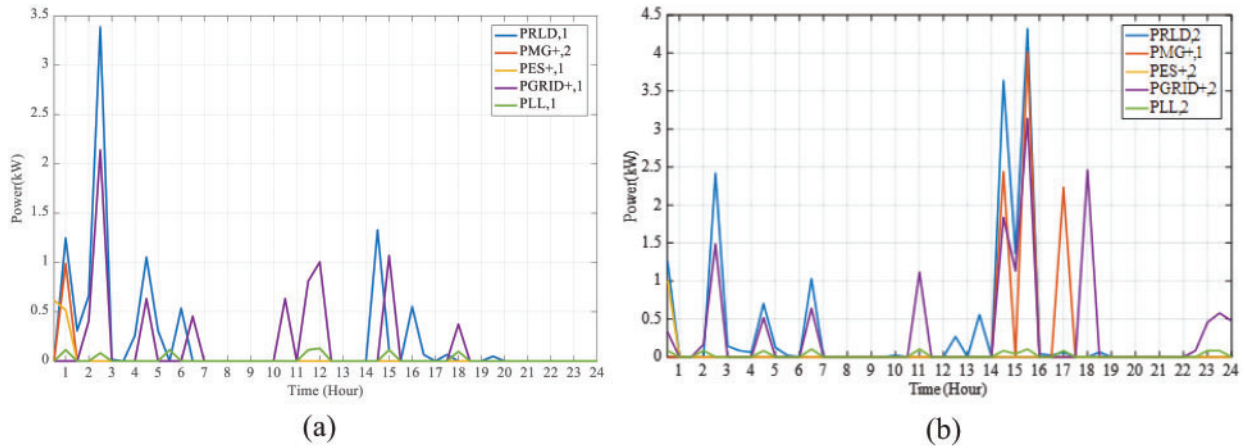 3.5
3
2.5
2
1.5
1
0.5
0
Power(kW)
PRLD,1
PMG+,2
PES+,1
PGRID+,1
PLL,1
1 2 3 4 5 6 7 8 9 10 11 12 13 14 15 16 17 18 19 20 21 22 23 24
Time (Hour)
(a)
4.5
4
3.5
3
2.5
2
1.5
1
0.5
0
Power(kW)
PRLD,2
PMG+,1
PES+,2
PGRID+,2
PLL,2
1 2 3 4 5 6 7 8 9 10 11 12 13 14 15 16 17 18 19 20 21 22 23 24
Time (Hour)
(b)